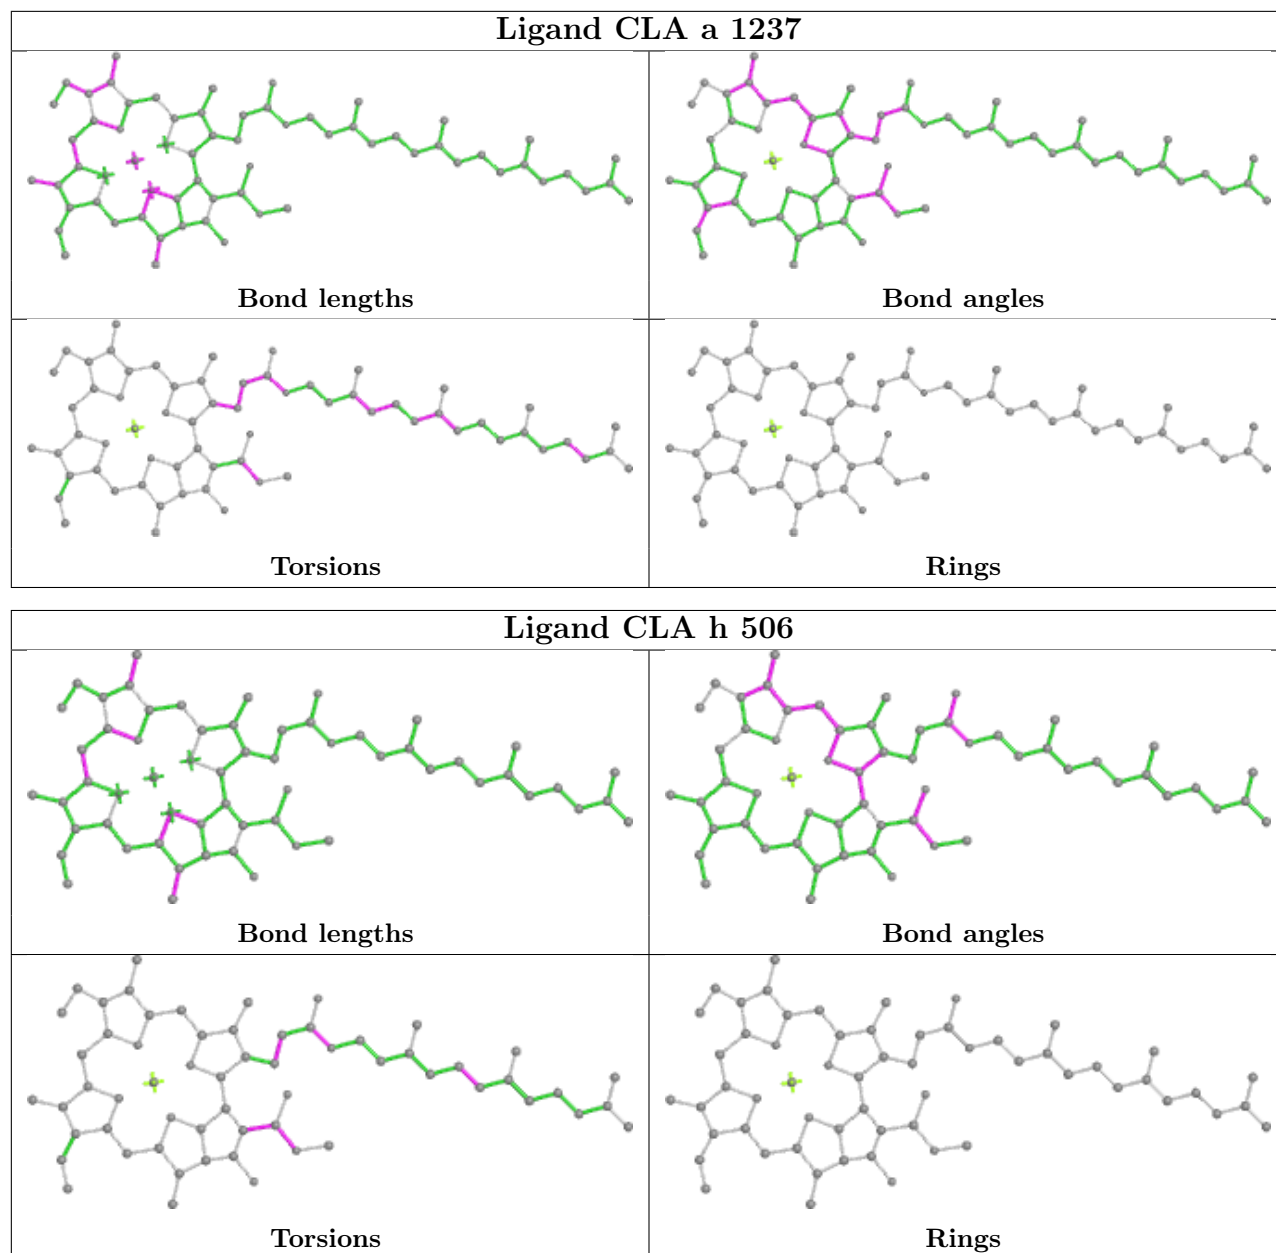 Ligand CLA a 1237
Bond lengths
Bond angles
Torsions
Rings
Ligand CLA h 506
Bond lengths
Bond angles
Torsions
Rings